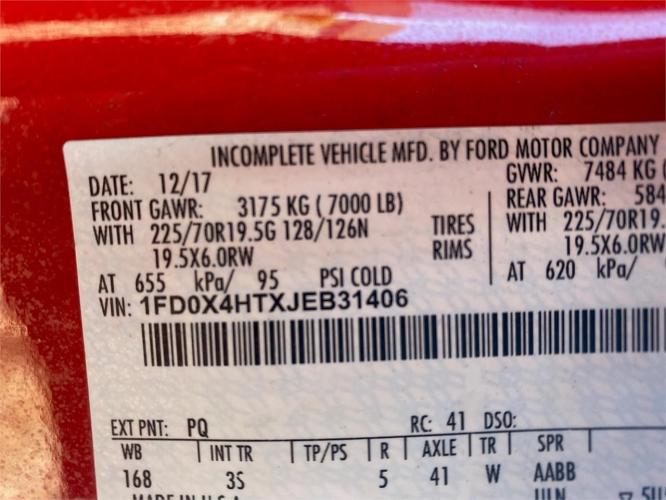 INCOMPLETE VEHICLE MFD. BY FORD MOTOR COMPANY
DATE: 12/17
GVWR: 7484 KG (
FRONT GAWR: 3175 KG ( 7000 LB)
REAR GAWR: 584
WITH 225/70R19.5G 128/126N TIRES
WITH 225/70R19.
19.5X6.0RW RIMS
19.5X6.0RW
AT 655 kPa/ 95 PSI COLD
AT 620 kPa/
VIN: 1FD0X4HTXJEB31406
EXT PNT: PQ RC: 41 DSO:
WB INT TR TP/PS R AXLE TR SPR
168 3S 5 41 W AABB
MADE IN U.S.A.